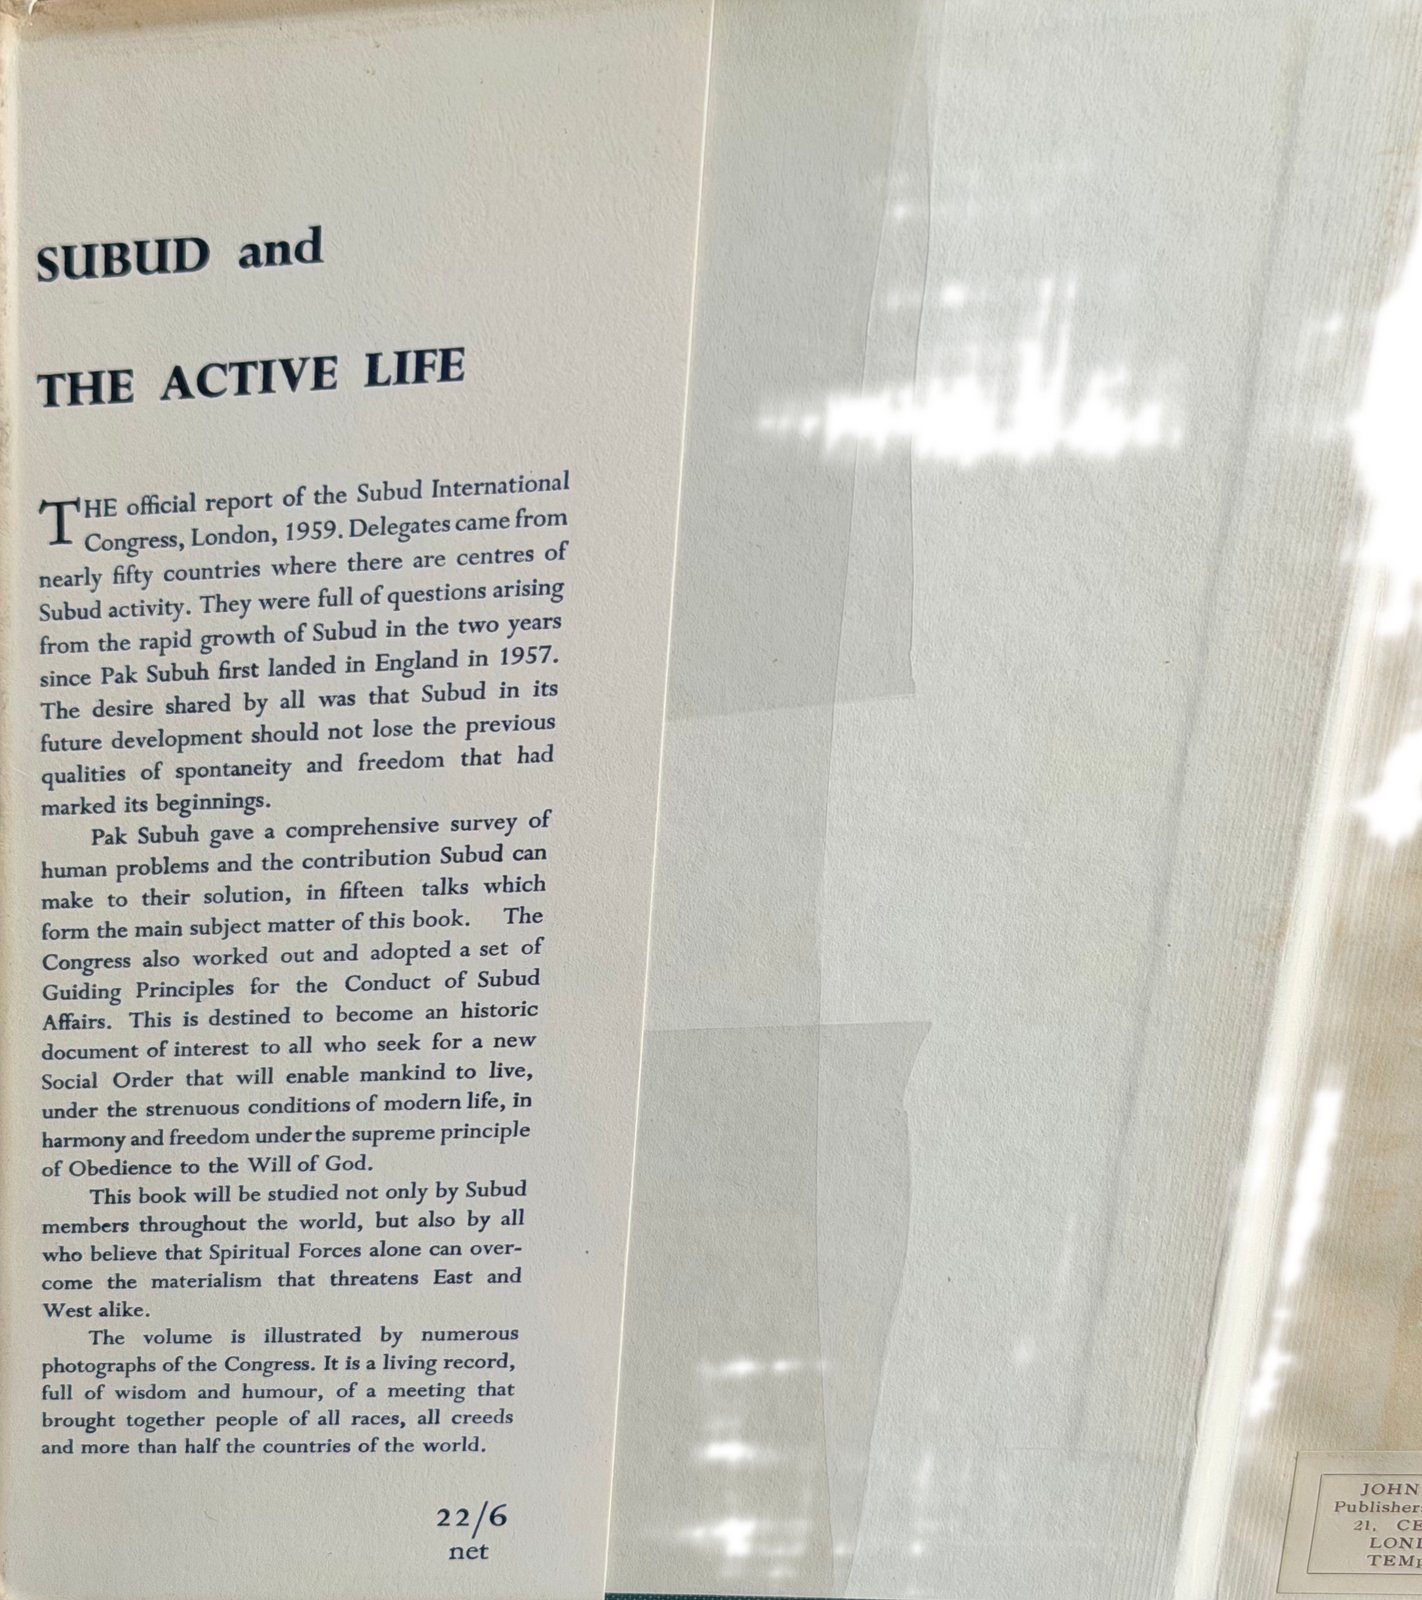 SUBUD and
THE ACTIVE LIFE
THE official report of the Subud International
Congress, London, 1959. Delegates came from
nearly fifty countries where there are centres of
Subud activity. They were full of questions arising
from the rapid growth of Subud in the two years
since Pak Subuh first landed in England in 1957.
The desire shared by all was that Subud in its
future development should not lose the previous
qualities of spontaneity and freedom that had
marked its beginnings.
Pak Subuh gave a comprehensive survey of
human problems and the contribution Subud can
make to their solution, in fifteen talks which
form the main subject matter of this book. The
Congress also worked out and adopted a set of
Guiding Principles for the Conduct of Subud
Affairs. This is destined to become an historic
document of interest to all who seek for a new
Social Order that will enable mankind to live,
under the strenuous conditions of modern life, in
harmony and freedom under the supreme principle
of Obedience to the Will of God.
This book will be studied not only by Subud
members throughout the world, but also by all
who believe that Spiritual Forces alone can over-
come the materialism that threatens East and
West alike.
The volume is illustrated by numerous
photographs of the Congress. It is a living record,
full of wisdom and humour, of a meeting that
brought together people of all races, all creeds
and more than half the countries of the world.
22/6
net
JOHN
21,